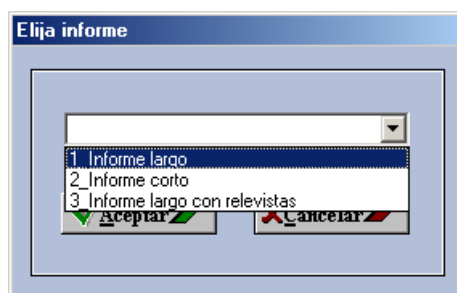 Elija informe
1_Informe largo
2_Informe corto
3_Informe largo con relevistas
Aceptar
Cancelar